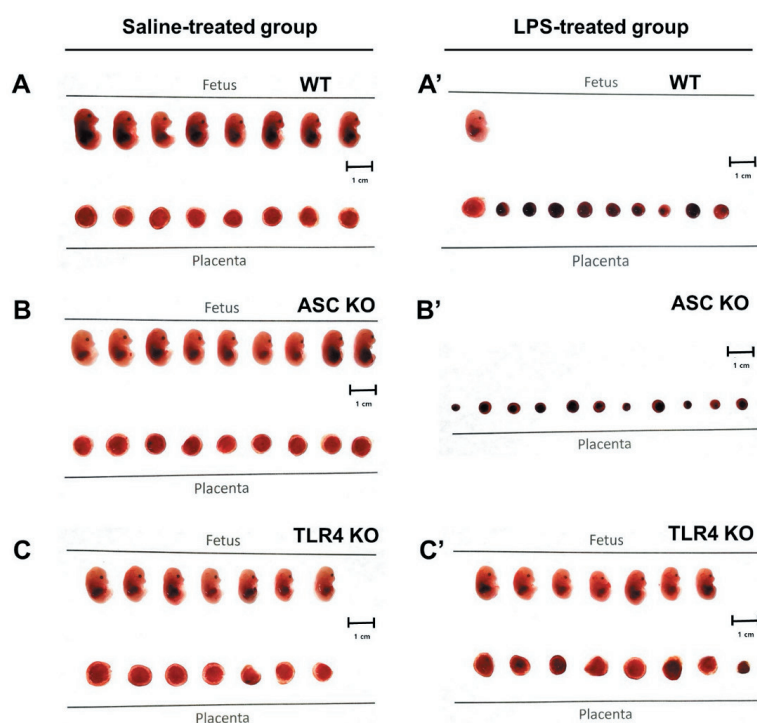 Saline-treated group
LPS-treated group
A
Fetus
WT
1 cm
Placenta
A’
Fetus
WT
1 cm
Placenta
B
Fetus
ASC KO
1 cm
Placenta
B’
ASC KO
1 cm
Placenta
C
Fetus
TLR4 KO
1 cm
Placenta
C’
Fetus
TLR4 KO
1 cm
Placenta